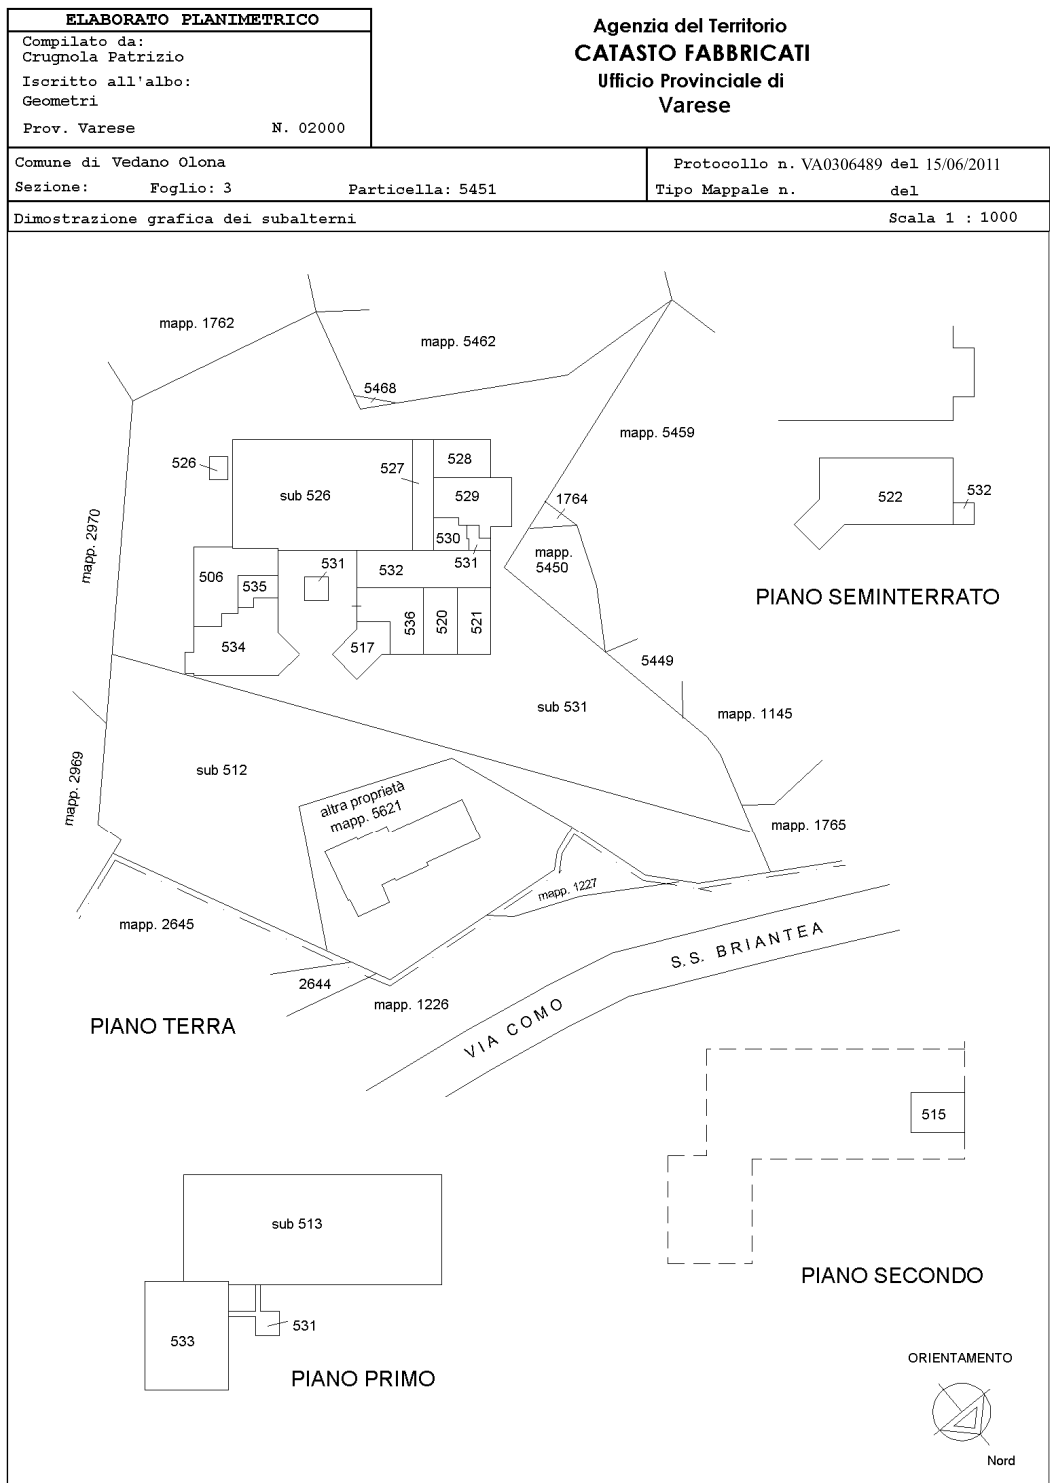 ELABORATO PLANIMETRICO
Compilato da:
Crugnola Patrizio
Iscritto all'albo:
Geometri
Prov. Varese N. 02000
Agenzia del Territorio
CATASTO FABBRICATI
Ufficio Provinciale di
Varese
Comune di Vedano Olona
Sezione: Foglio: 3 Particella: 5451
Protocollo n. VA0306489 del 15/06/2011
Tipo Mappale n. del
Dimostrazione grafica dei subalterni Scala 1 : 1000
mapp. 1762
mapp. 5462
5468
mapp. 5459
526
527
528
sub 526
529
1764
530
531
mapp. 2970
mapp.
5450
506
535
531
532
536
520
521
534
517
5449
sub 531
mapp. 1145
mapp. 2969
sub 512
altra proprietà
mapp. 5621
mapp. 1765
mapp. 1227
mapp. 2645
2644
mapp. 1226
S.S. BRIANTEA
VIA COMO
PIANO TERRA
522
532
PIANO SEMINTERRATO
515
PIANO SECONDO
sub 513
533
531
PIANO PRIMO
ORIENTAMENTO
Nord